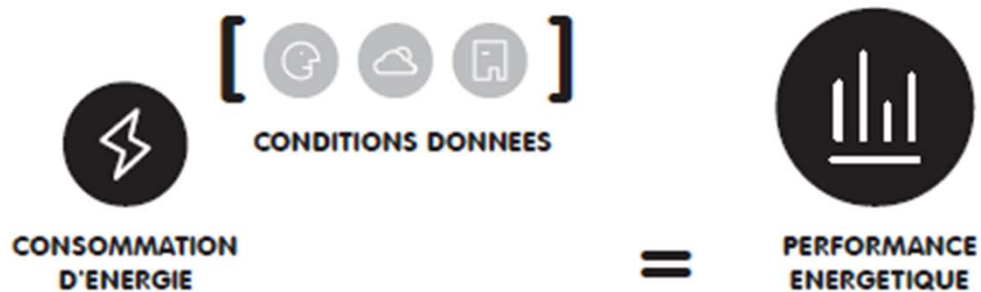 [ ]
CONDITIONS DONNEES
CONSOMMATION
D'ENERGIE
=
PERFORMANCE
ENERGETIQUE